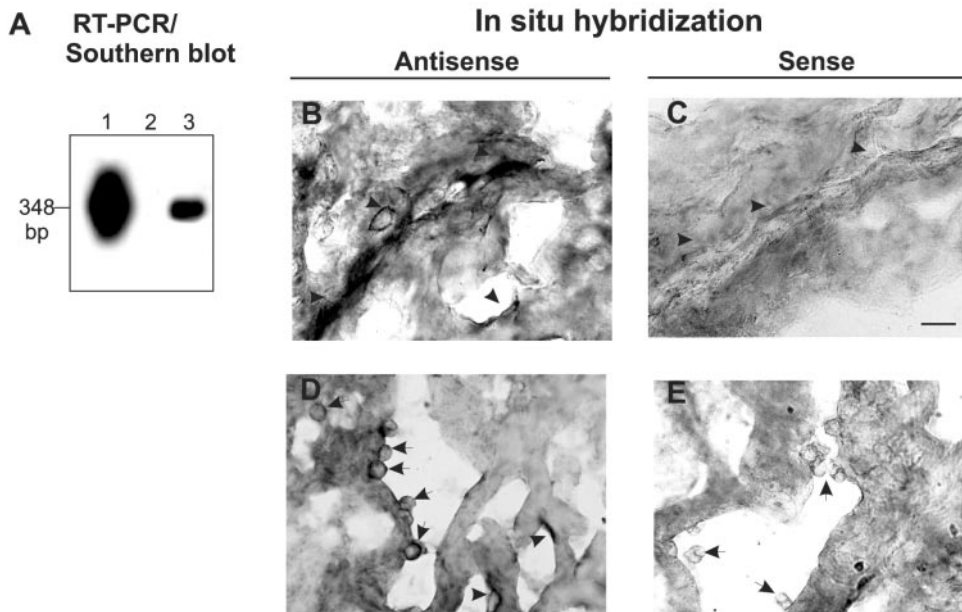 A
RT-PCR/
Southern blot
1 2 3
348
bp
In situ hybridization
Antisense
Sense
B
C
D
E